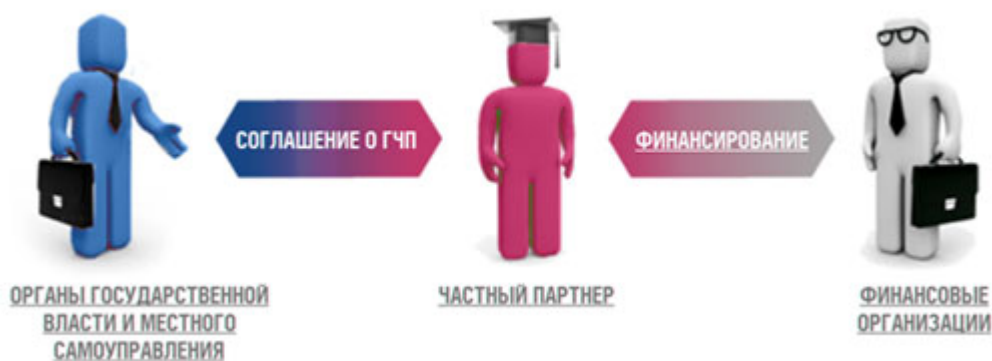 СОГЛАШЕНИЕ О ГЧП
ФИНАНСИРОВАНИЕ
ОРГАНЫ ГОСУДАРСТВЕННОЙ
ВЛАСТИ И МЕСТНОГО
САМОУПРАВЛЕНИЯ
ЧАСТНЫЙ ПАРТНЕР
ФИНАНСОВЫЕ
ОРГАНИЗАЦИИ